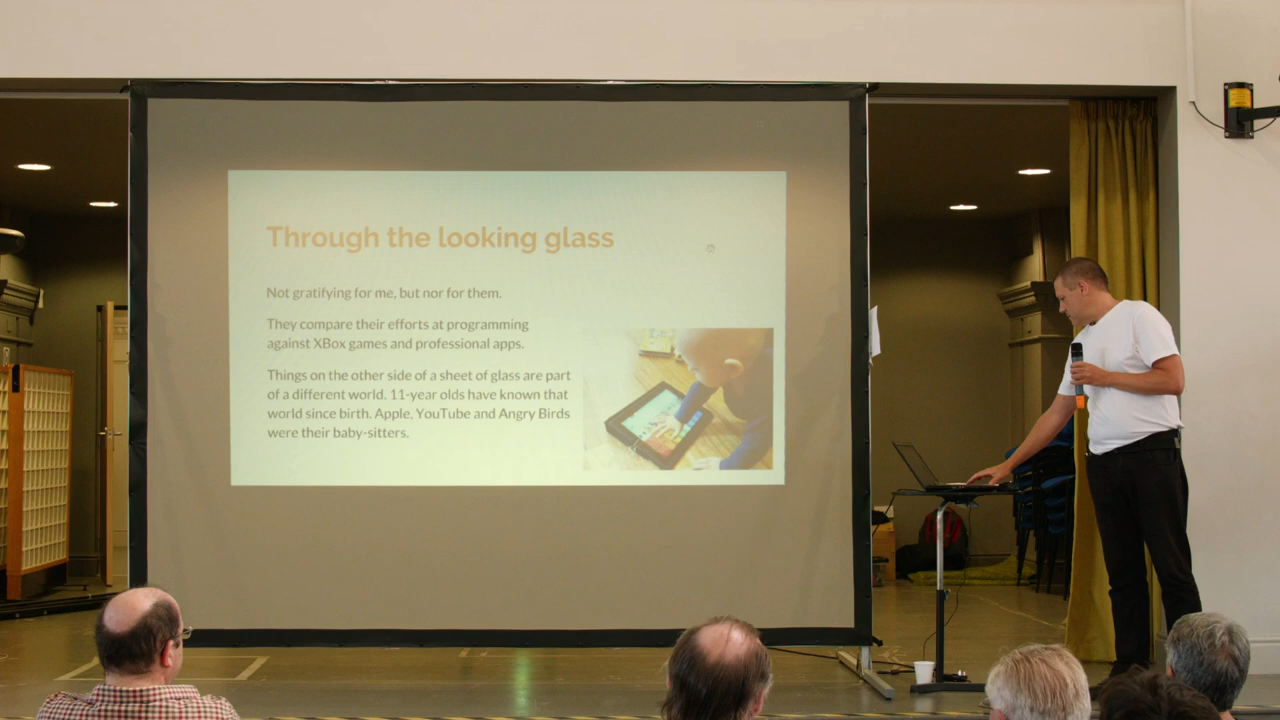 Through the looking glass
Not gratifying for me, but nor for them.
They compare their efforts at programming
against XBox games and professional apps.
Things on the other side of a sheet of glass are part
of a different world. 11-year olds have known that
world since birth. Apple, YouTube and Angry Birds
were their baby-sitters.